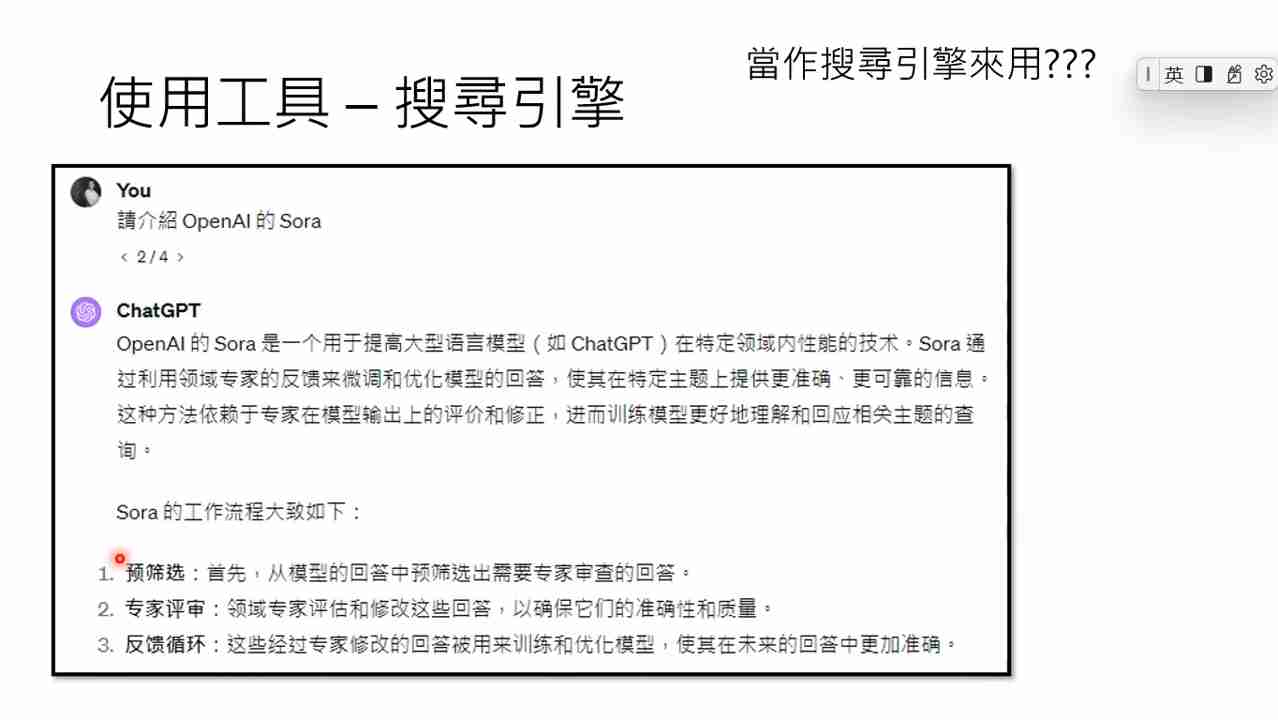 當作搜尋引擎來用???
英
使用工具 – 搜尋引擎
You
請介紹 OpenAI 的 Sora
< 2 / 4 >
ChatGPT
OpenAI 的 Sora 是一个用于提高大型语言模型（如 ChatGPT）在特定领域内性能的技术。Sora 通
过利用领域专家的反馈来微调和优化模型的回答，使其在特定主题上提供更准确、更可靠的信息。
这种方法依赖于专家在模型输出上的评价和修正，进而训练模型更好地理解和回应相关主题的查
询。
Sora 的工作流程大致如下：
1. 预筛选：首先，从模型的回答中预筛选出需要专家审查的回答。
2. 专家评审：领域专家评估和修改这些回答，以确保它们的准确性和质量。
3. 反馈循环：这些经过专家修改的回答被用来训练和优化模型，使其在未来的回答中更加准确。